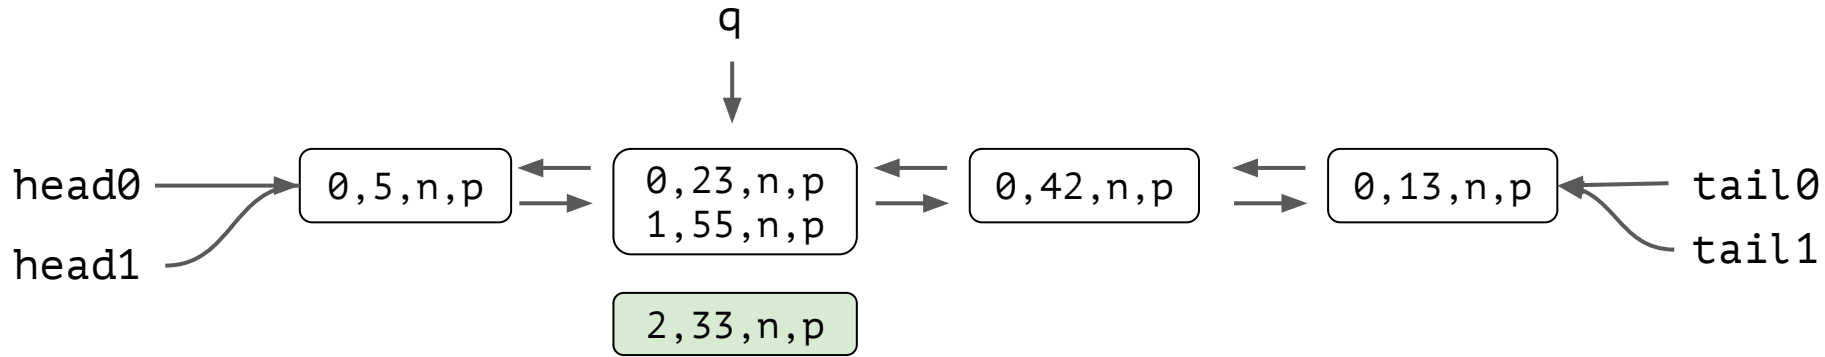 q
head0
head1
0,5,n,p
0,23,n,p
1,55,n,p
2,33,n,p
0,42,n,p
0,13,n,p
tail0
tail1